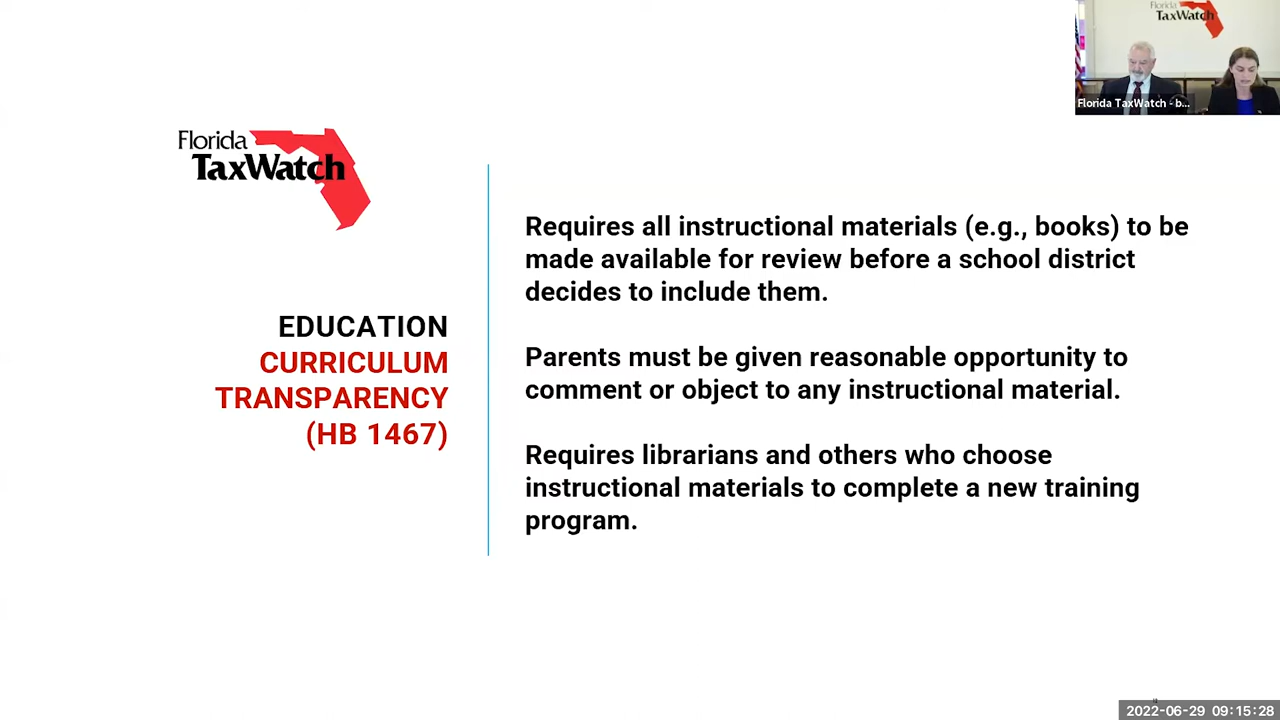 Florida
TaxWatch
Florida TaxWatch - b...
Florida
TaxWatch
EDUCATION
CURRICULUM
TRANSPARENCY
(HB 1467)
Requires all instructional materials (e.g., books) to be
made available for review before a school district
decides to include them.
Parents must be given reasonable opportunity to
comment or object to any instructional material.
Requires librarians and others who choose
instructional materials to complete a new training
program.
2022-06-29 09:15:28